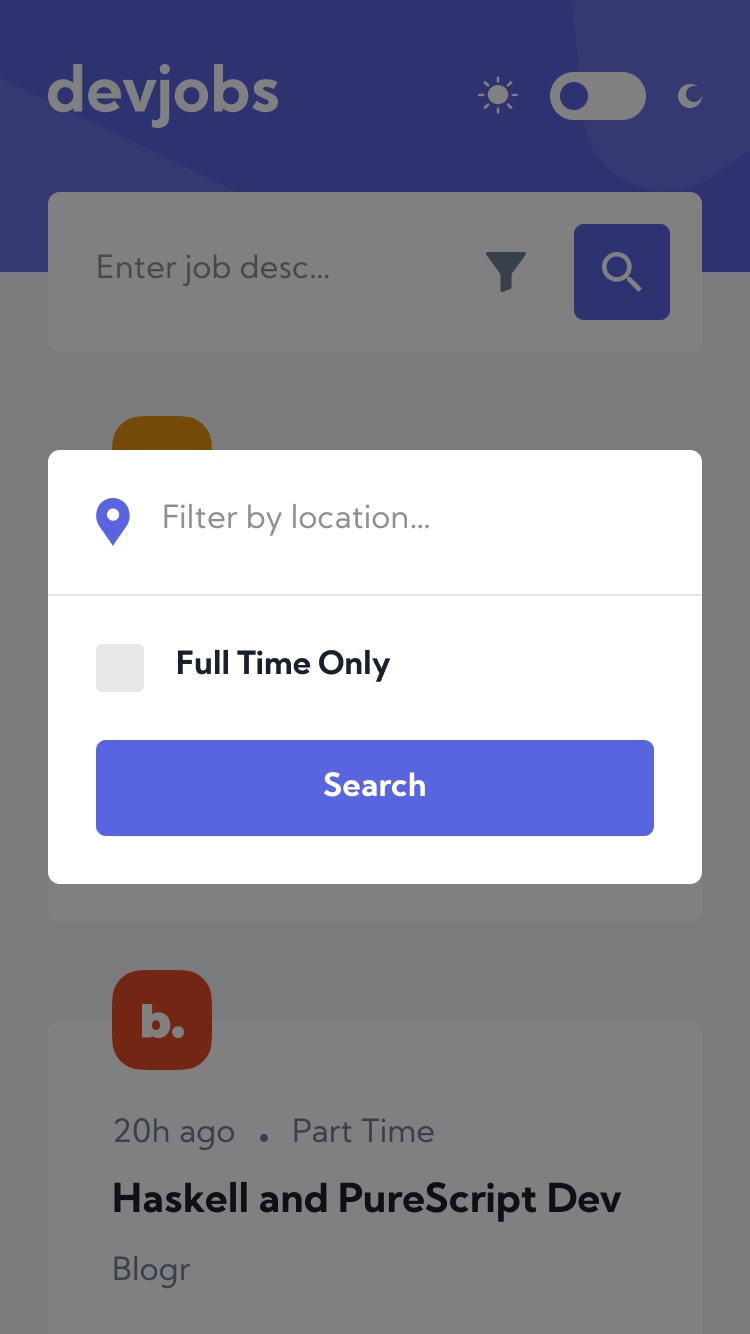 devjobs
Enter job desc...
Filter by location...
Full Time Only
Search
b.
20h ago . Part Time
Haskell and PureScript Dev
Blogr